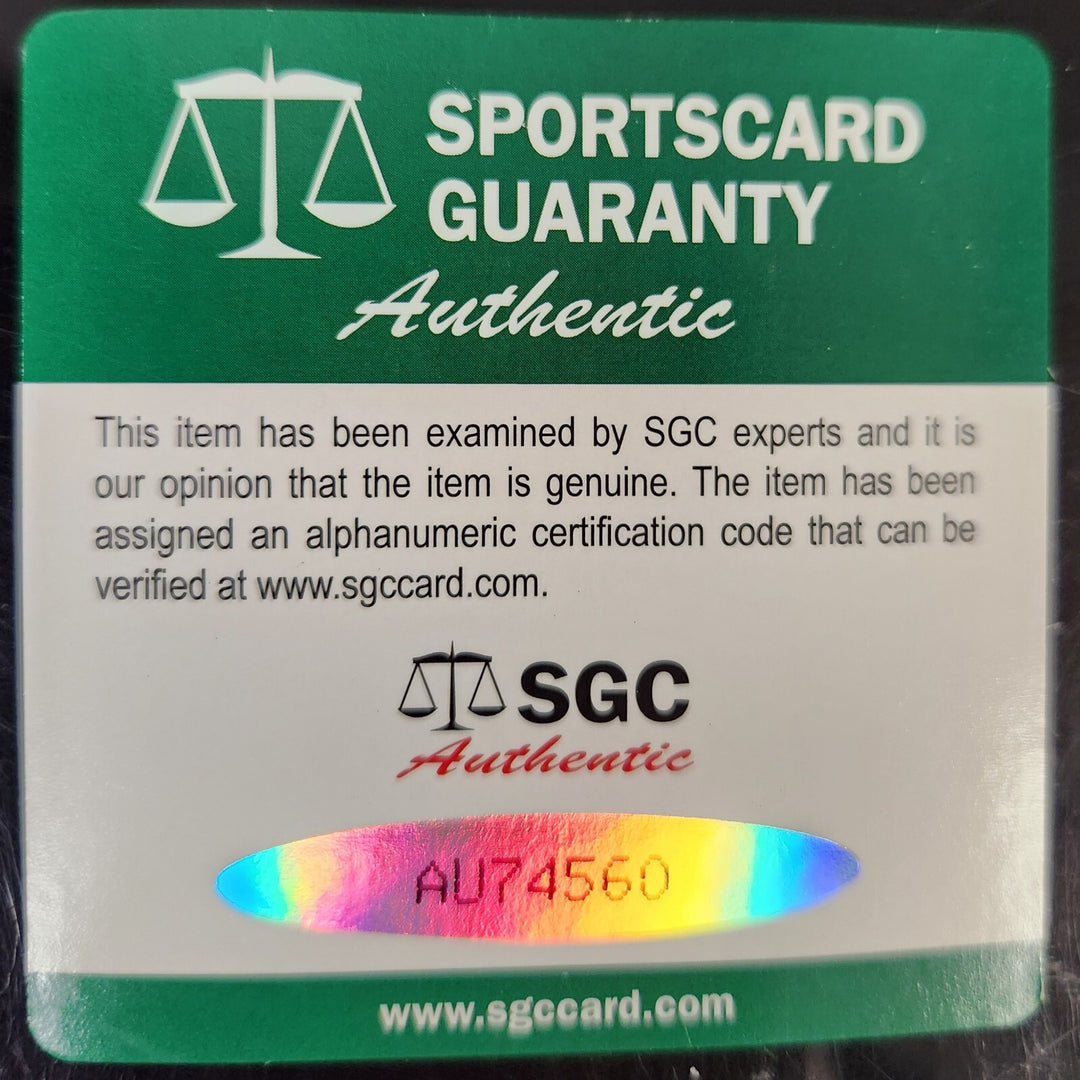 SPORTSCARD
GUARANTY
Authentic
This item has been examined by SGC experts and it is
our opinion that the item is genuine. The item has been
assigned an alphanumeric certification code that can be
verified at www.sgccard.com.
SGC
Authentic
AU74560
www.sgccard.com